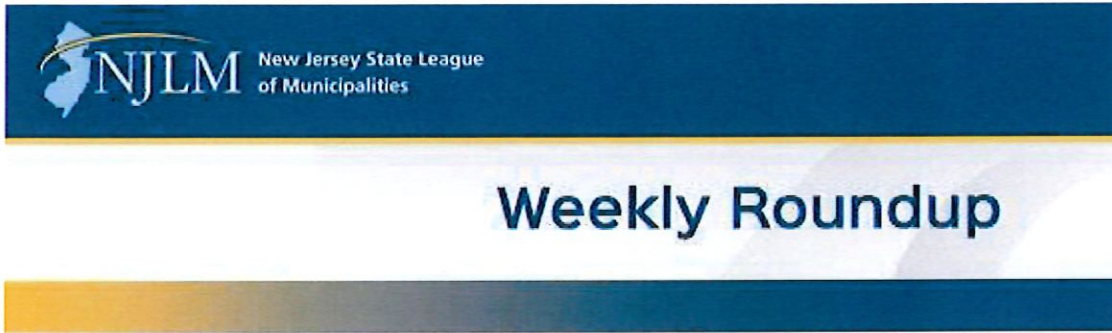 NJLM
New Jersey State League
of Municipalities
Weekly Roundup